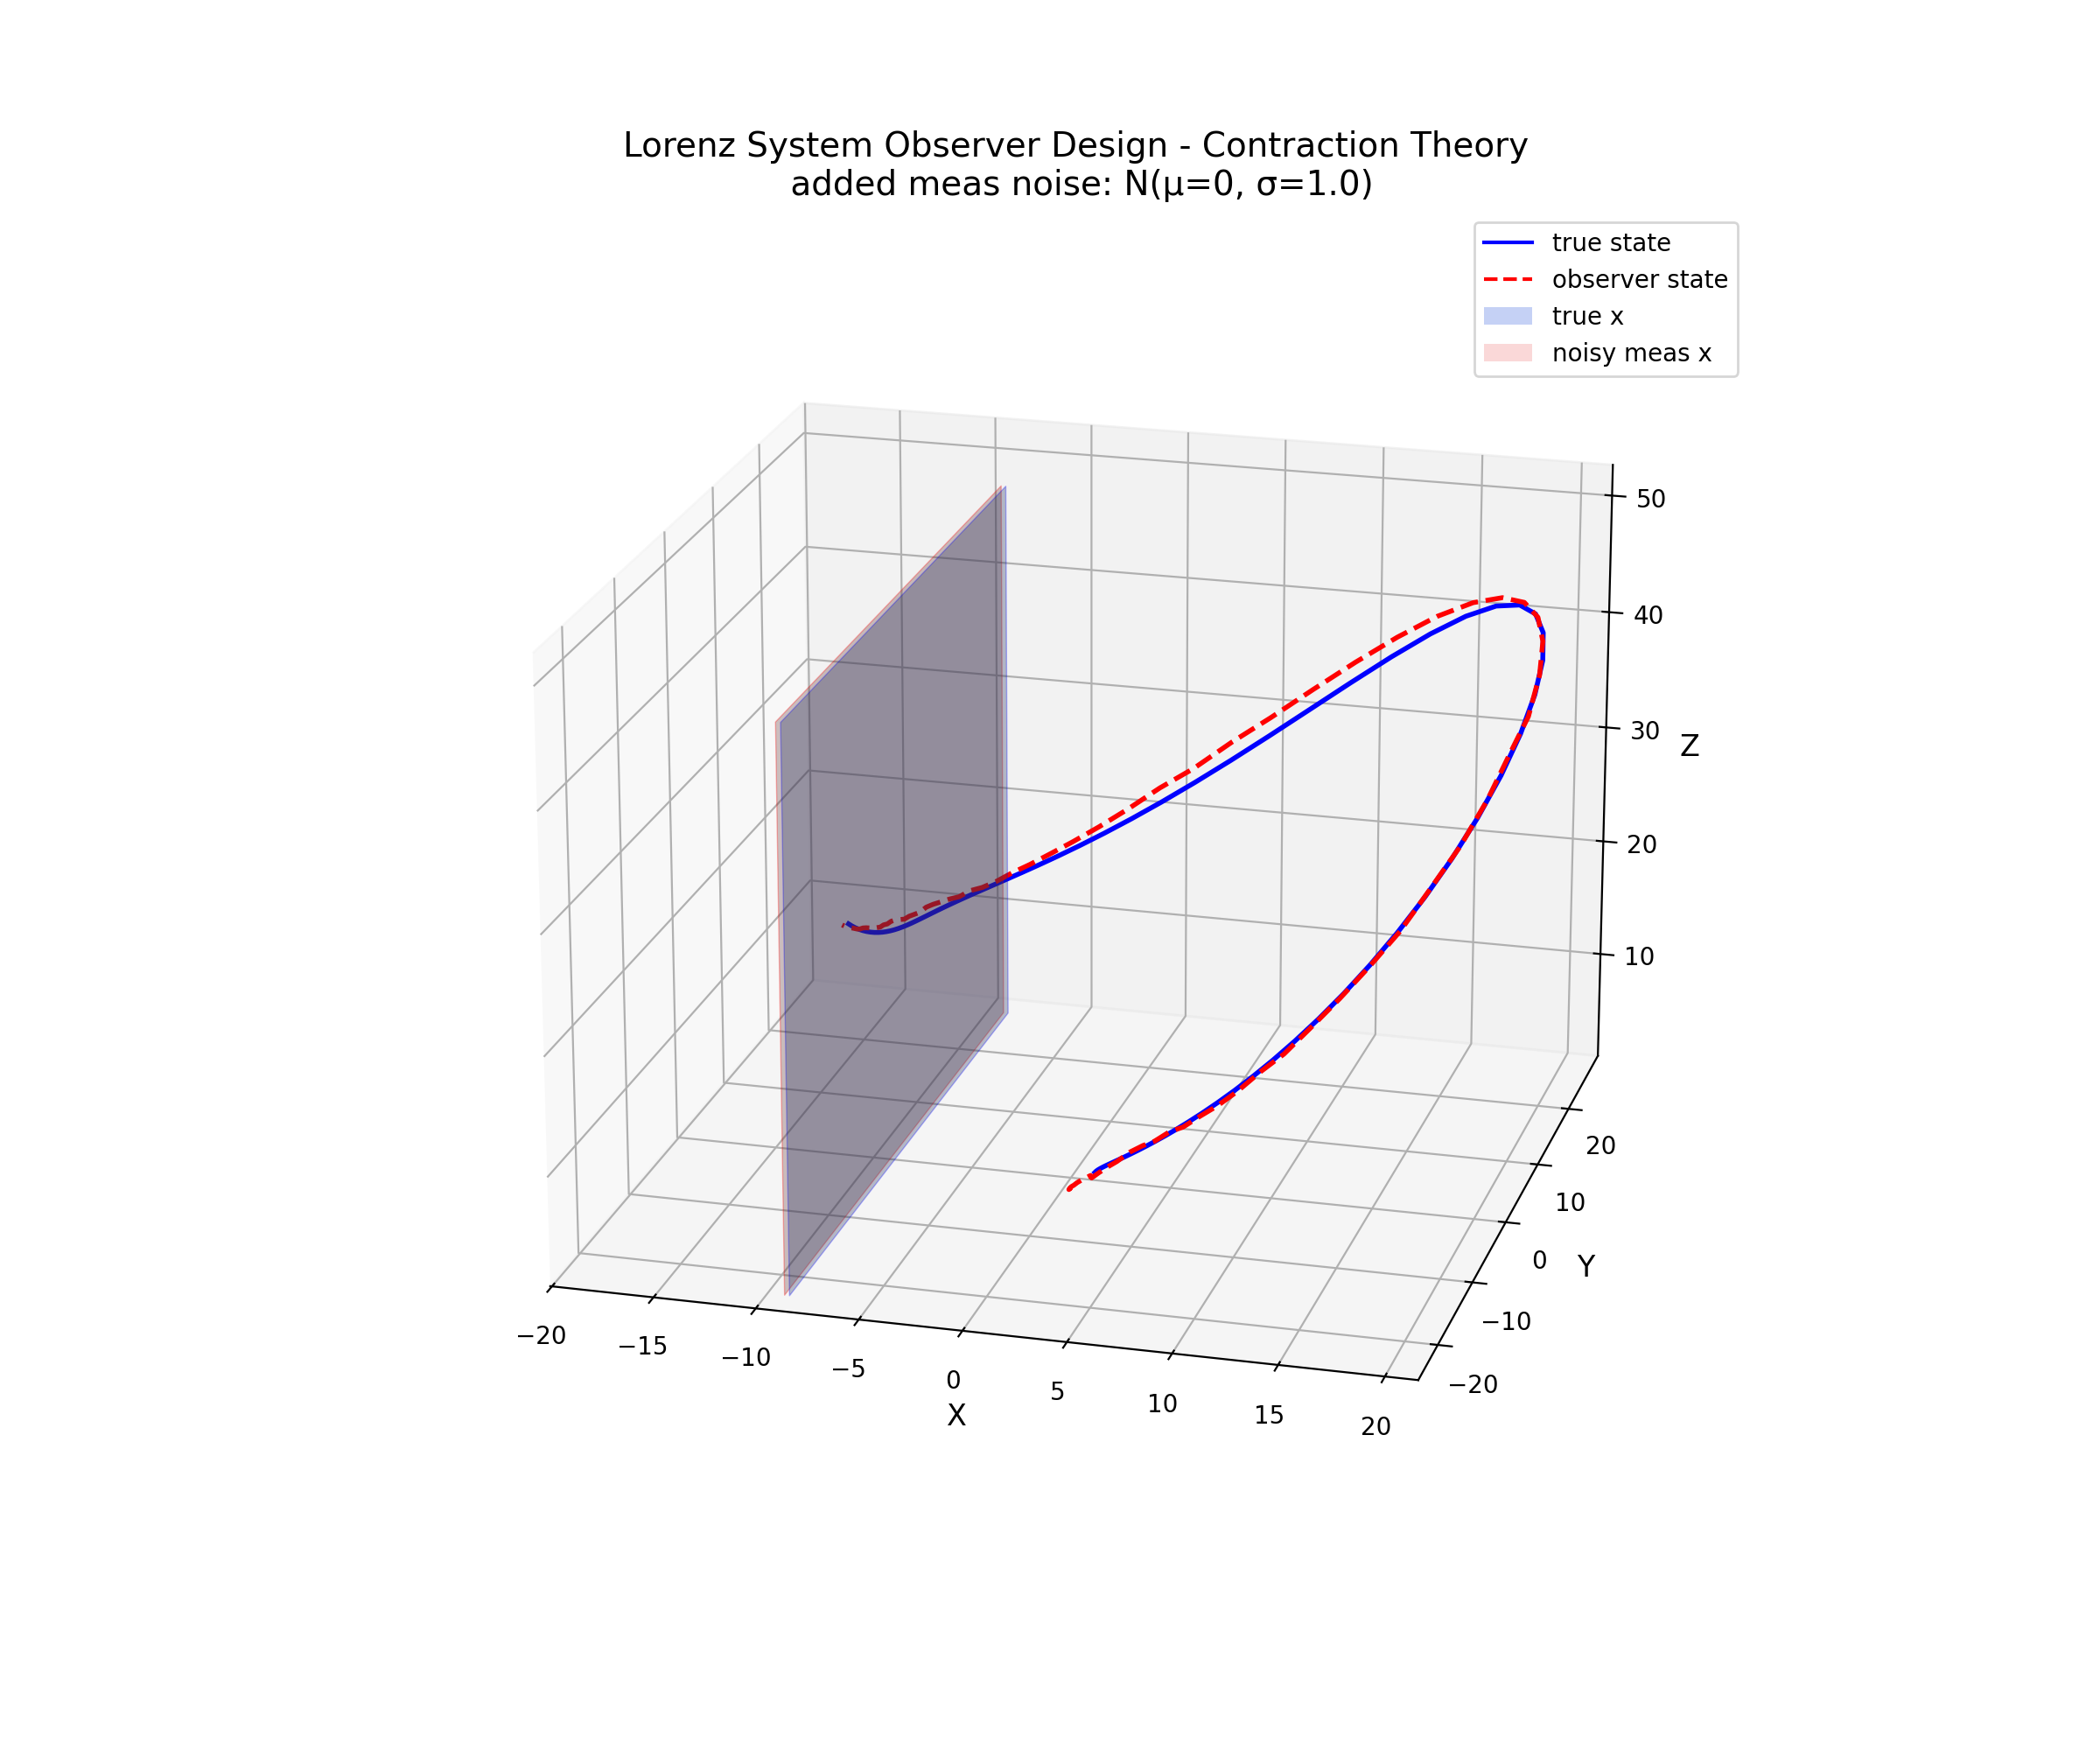 Lorenz System Observer Design - Contraction Theory
added meas noise: N(μ=0, σ=1.0)
true state
observer state
true x
noisy meas x
50
40
30
Z
20
10
20
10
0
Y
−10
−20
−20
−15
−10
−5
0
5
10
15
20
X